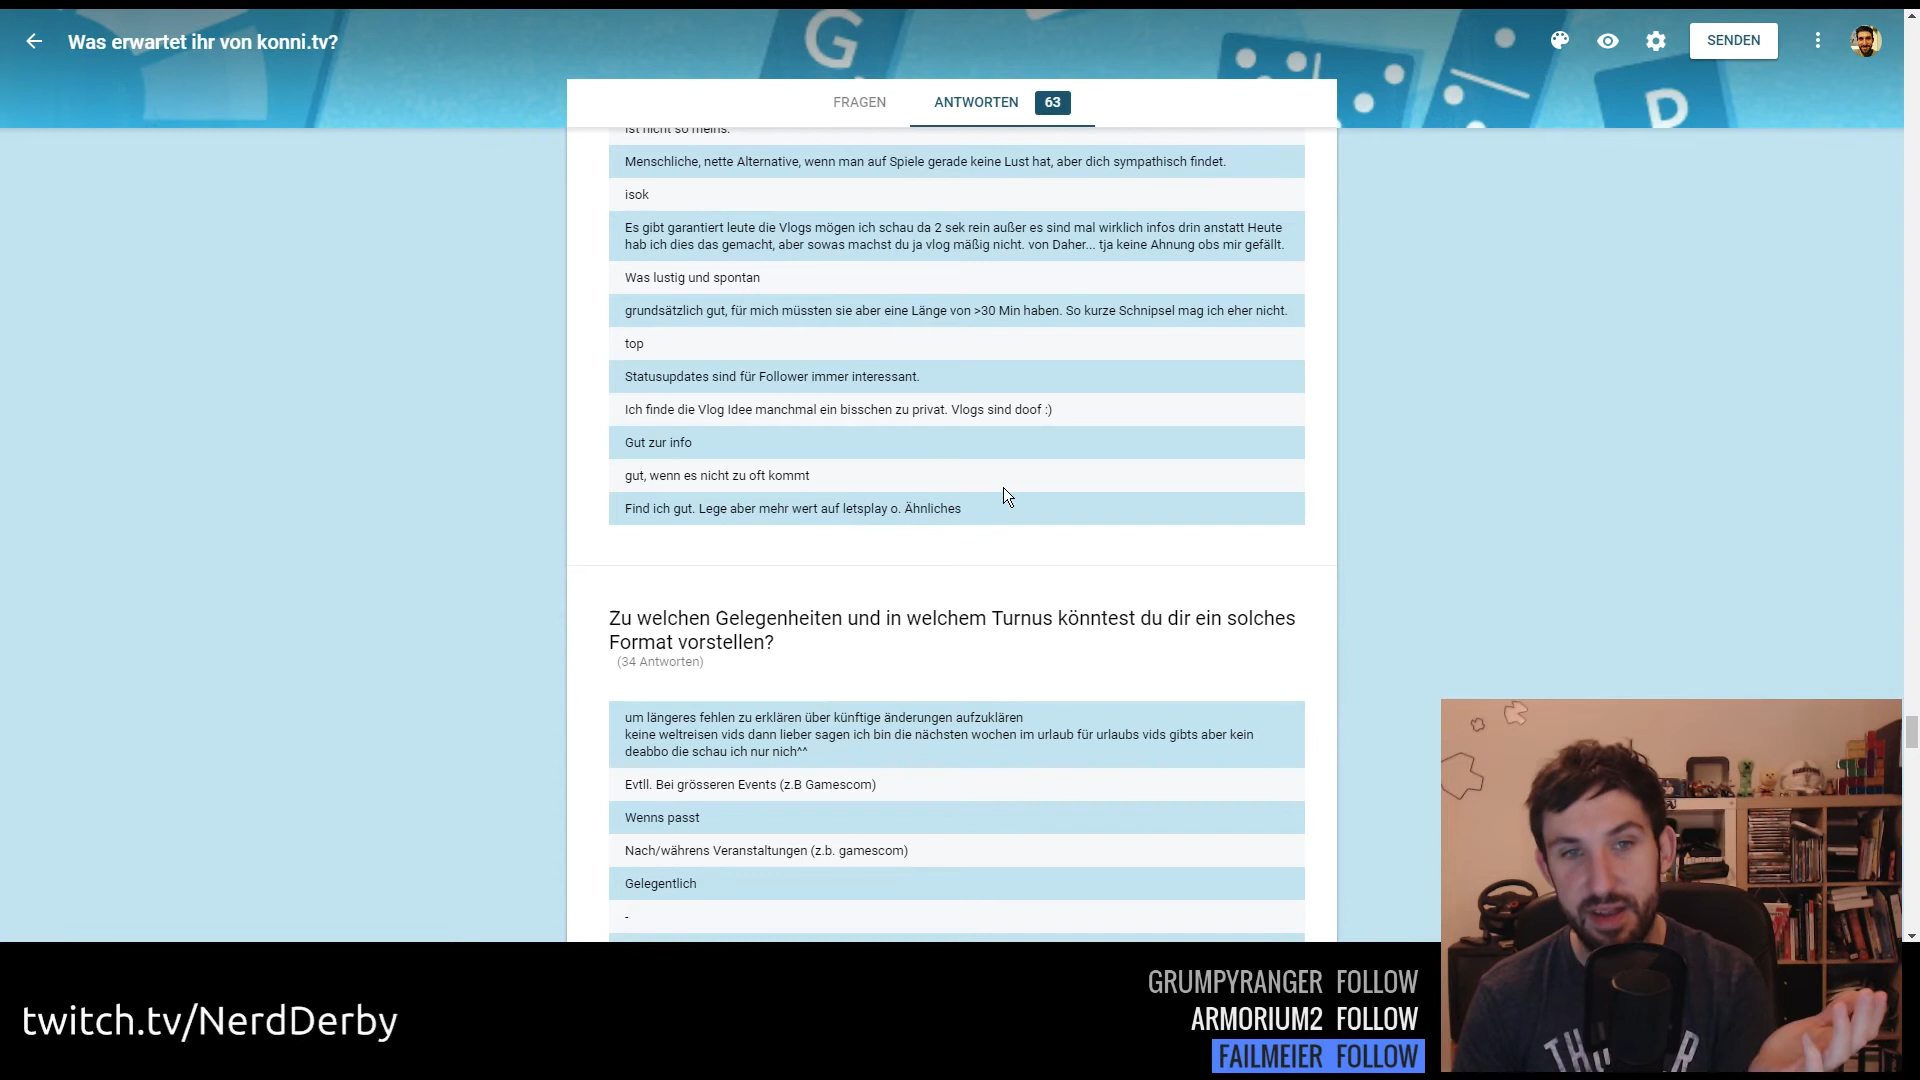 Was erwartet ihr von konni.tv?
SENDEN
FRAGEN
ANTWORTEN 63
ist nicht so meins.
Menschliche, nette Alternative, wenn man auf Spiele gerade keine Lust hat, aber dich sympathisch findet.
isok
Es gibt garantiert leute die Vlogs mögen ich schau da 2 sek rein außer es sind mal wirklich infos drin anstatt Heute
hab ich dies das gemacht, aber sowas machst du ja vlog mäßig nicht. von Daher... tja keine Ahnung obs mir gefällt.
Was lustig und spontan
grundsätzlich gut, für mich müssten sie aber eine Länge von >30 Min haben. So kurze Schnipsel mag ich eher nicht.
top
Statusupdates sind für Follower immer interessant.
Ich finde die Vlog Idee manchmal ein bisschen zu privat. Vlogs sind doof :)
Gut zur info
gut, wenn es nicht zu oft kommt
Find ich gut. Lege aber mehr wert auf letsplay o. Ähnliches
Zu welchen Gelegenheiten und in welchem Turnus könntest du dir ein solches
Format vorstellen?
(34 Antworten)
um längeres fehlen zu erklären über künftige änderungen aufzuklären
keine weltreisen vids dann lieber sagen ich bin die nächsten wochen im urlaub für urlaubs vids gibts aber kein
deabbo die schau ich nur nich^^
Evtll. Bei grösseren Events (z.B Gamescom)
Wenns passt
Nach/währens Veranstaltungen (z.b. gamescom)
Gelegentlich
-
twitch.tv/NerdDerby
GRUMPYRANGER FOLLOW
ARMORIUM2 FOLLOW
FAILMEIER FOLLOW